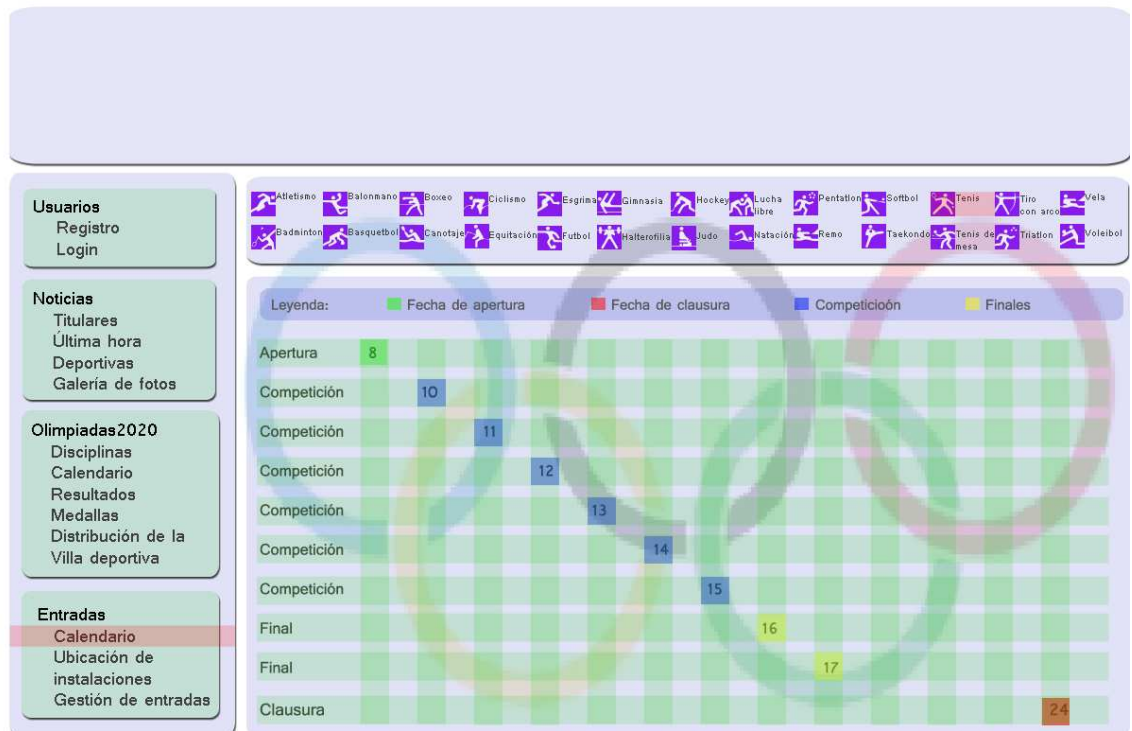 Usuarios
Registro
Login
Noticias
Titulares
Última hora
Deportivas
Galería de fotos
Olimpiadas2020
Disciplinas
Calendario
Resultados
Medallas
Distribución de la
Villa deportiva
Entradas
Calendario
Ubicación de
instalaciones
Gestión de entradas
Atletismo Balonmano Boxeo Ciclismo Esgrima Gimnasia Hockey Lucha libre Pentatlon Softbol Tenis Tiro con arco Vela
Badminton Basquetbol Canotaje Equitación Futbol Halterofilia Judo Natación Remo Taekondo Tenis de mesa Triatlon Voleibol
Leyenda: Fecha de apertura Fecha de clausura Competicioón Finales
Apertura 8
Competición 10
Competición 11
Competición 12
Competición 13
Competición 14
Competición 15
Final 16
Final 17
Clausura 24